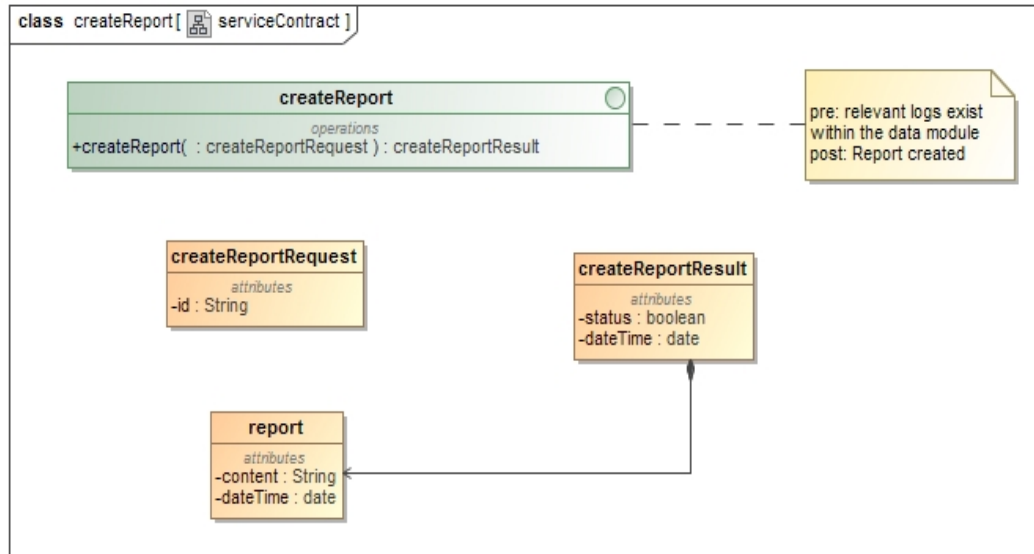 class createReport [ serviceContract ]
createReport
operations
+createReport( : createReportRequest ) : createReportResult
pre: relevant logs exist
within the data module
post: Report created
createReportRequest
attributes
-id : String
createReportResult
attributes
-status : boolean
-dateTime : date
report
attributes
-content : String
-dateTime : date